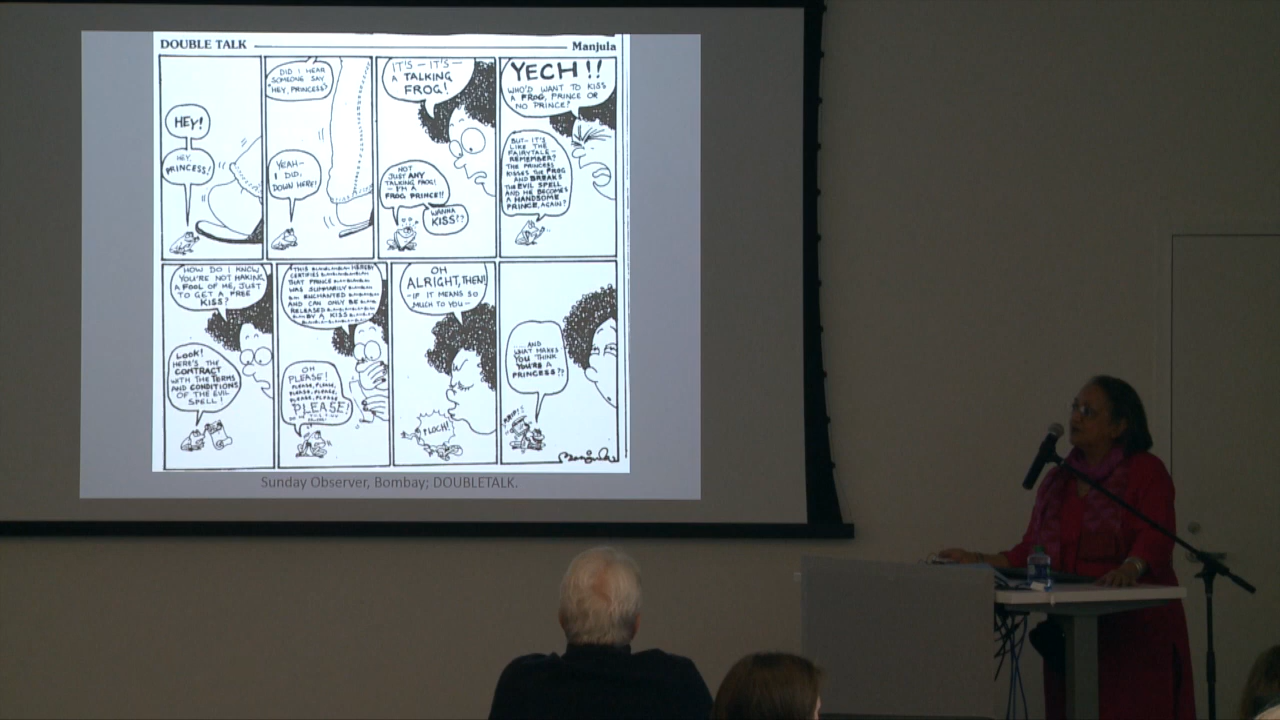 DOUBLE TALK
Manjula
HEY!
HEY,
PRINCESS!
DID I HEAR
SOMEONE SAY
"HEY, PRINCESS?
YEAH-
I DID.
DOWN HERE!
IT'S - IT'S -
A TALKING
FROG!
NOT
JUST ANY
TALKING FROG!
- I'M A
FROG PRINCE!!
WANNA
KISS??
YECH!!
WHO'D WANT TO KISS
A FROG, PRINCE OR
NO PRINCE?
BUT- IT'S
LIKE THE
FAIRYTALE-
REMEMBER?
THE PRINCESS
KISSES THE FROG
AND BREAKS
THE EVIL SPELL
AND HE BECOMES
A HANDSOME
PRINCE, AGAIN?
HOW DO I KNOW
YOU'RE NOT MAKING
A FOOL OF ME, JUST
TO GET A FREE
KISS?
LOOK!
HERE'S THE
CONTRACT
WITH THE TERMS
AND CONDITIONS
OF THE EVIL
SPELL!
"THIS HEREBY
CERTIFIES
THAT PRINCE
WAS SUMMARILY
ENCHANTED
AND CAN ONLY BE
RELEASED
BY A KISS
OH
PLEASE!
PLEASE, PLEASE,
PLEASE, PLEASE,
PLEASE, PLEASE
PLEASE!
OH
ALRIGHT, THEN!
- IF IT MEANS SO
MUCH TO YOU -
PLOCH!
... AND
WHAT MAKES
YOU THINK
YOU'RE A
PRINCESS??
Manjula
Sunday Observer, Bombay; DOUBLETALK.